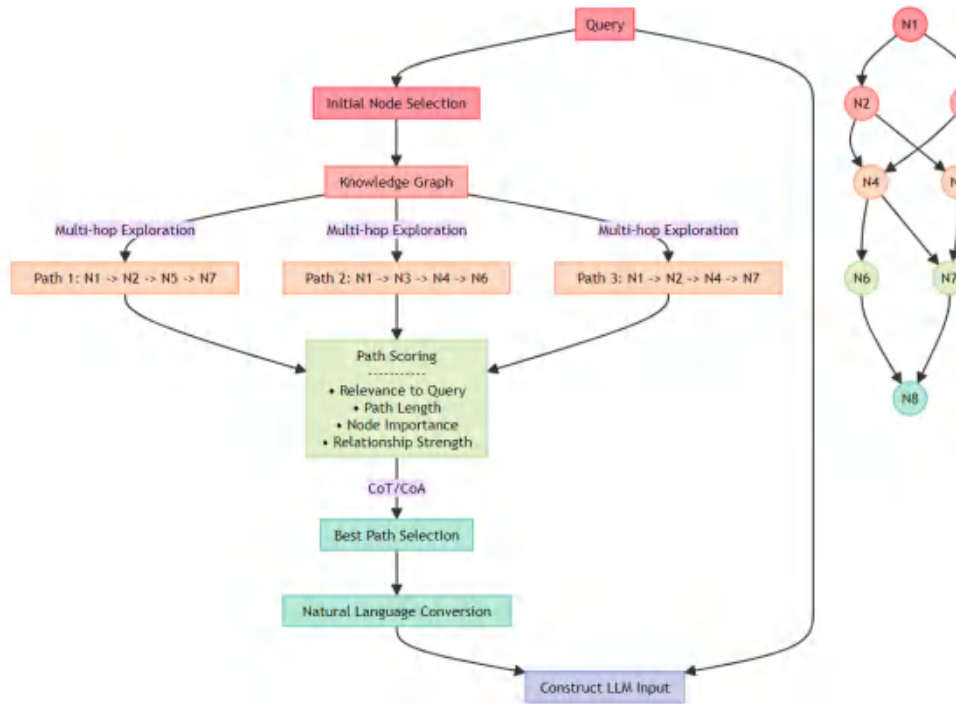 Query
Initial Node Selection
Knowledge Graph
Multi-hop Exploration
Multi-hop Exploration
Multi-hop Exploration
Path 1: N1 -> N2 -> N5 -> N7
Path 2: N1 -> N3 -> N4 -> N6
Path 3: N1 -> N2 -> N4 -> N7
Path Scoring
-----------
• Relevance to Query
• Path Length
• Node Importance
• Relationship Strength
CoT/CoA
Best Path Selection
Natural Language Conversion
Construct LLM Input
N1
N2
N4
N6
N7
N8